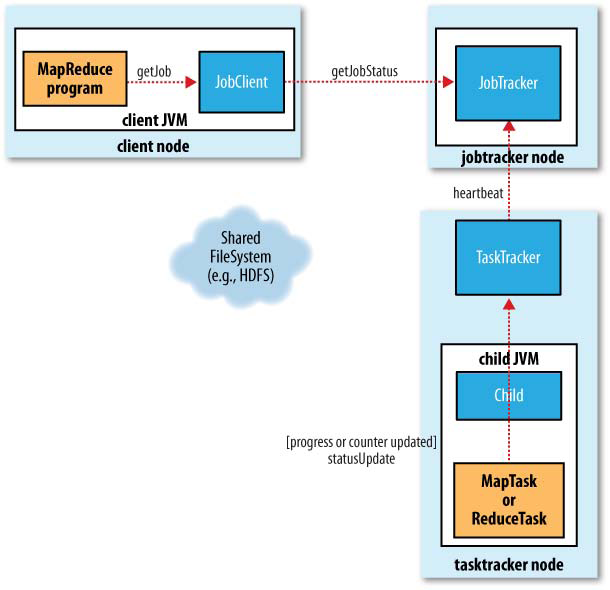 MapReduce
program
getJob
JobClient
client JVM
client node
getJobStatus
JobTracker
jobtracker node
heartbeat
Shared
FileSystem
(e.g., HDFS)
TaskTracker
child JVM
Child
[progress or counter updated]
statusUpdate
MapTask
or
ReduceTask
tasktracker node